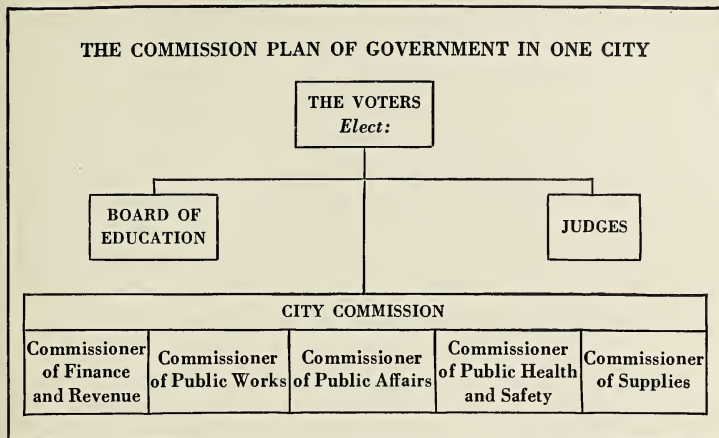 THE COMMISSION PLAN OF GOVERNMENT IN ONE CITY
THE VOTERS
Elect:
BOARD OF
EDUCATION
JUDGES
CITY COMMISSION
Commissioner
of Finance
and Revenue
Commissioner
of Public Works
Commissioner
of Public Affairs
Commissioner
of Public Health
and Safety
Commissioner
of Supplies